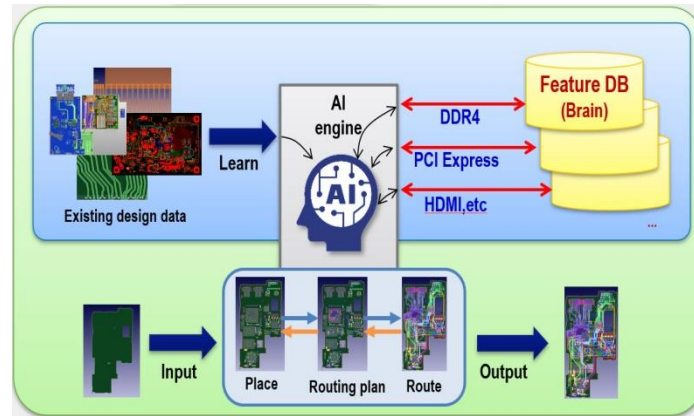 AI
engine
Feature DB
(Brain)
DDR4
Learn
PCI Express
AI
HDMI,etc
Existing design data
...
Input
Place
Routing plan
Route
Output